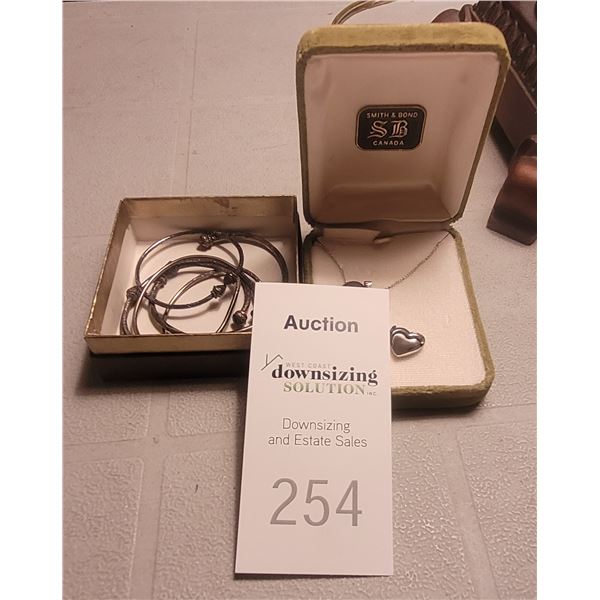 SMITH & BOND
SB
CANADA
Auction
WEST COAST
downsizing
SOLUTION INC.
Downsizing
and Estate Sales
254